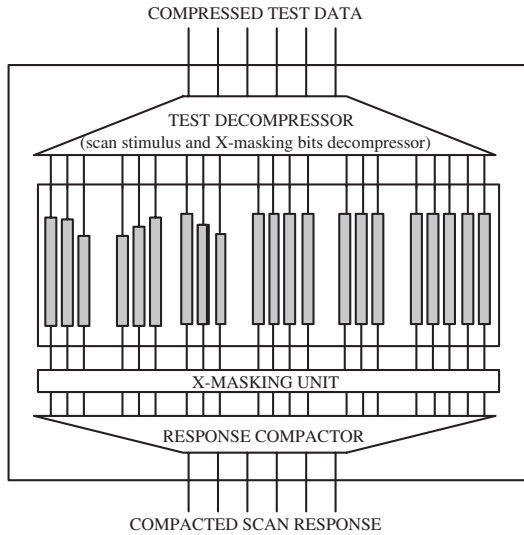 COMPRESSED TEST DATA
TEST DECOMPRESSOR
(scan stimulus and X-masking bits decompressor)
X-MASKING UNIT
RESPONSE COMPACTOR
COMPACTED SCAN RESPONSE